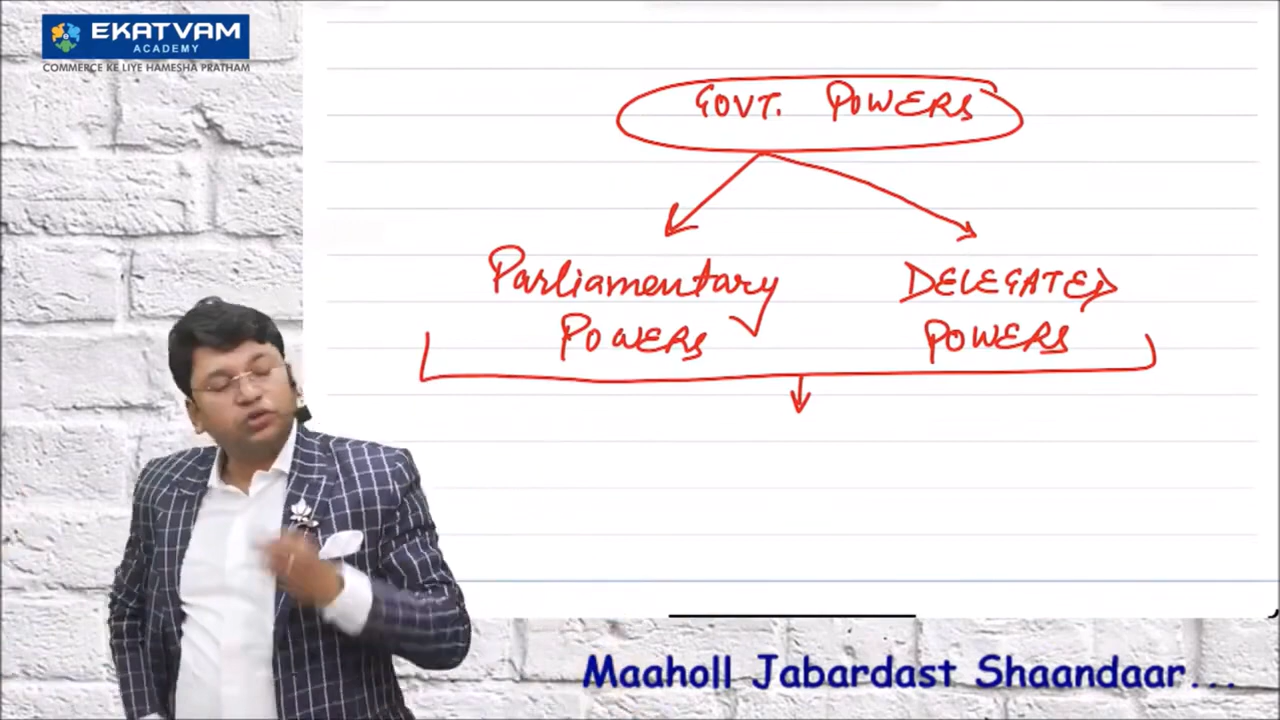 EKATVAM
ACADEMY
COMMERCE KE LIYE HAMESHA PRATHAM
GOVT. POWERS
Parliamentary
POWERS
DELEGATED
POWERS
Maaholl Jabardast Shaandaar...